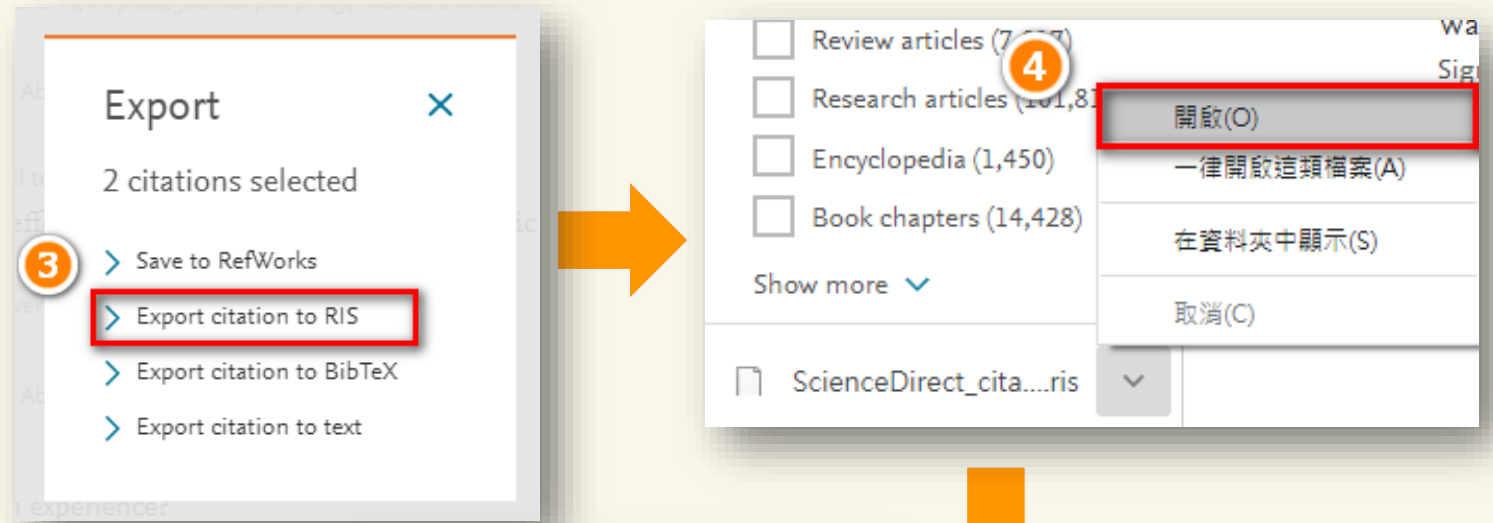 Export
2 citations selected
3
Save to RefWorks
Export citation to RIS
Export citation to BibTeX
Export citation to text
experience?
4
Review articles
Research articles
Encyclopedia (1,450)
Book chapters (14,428)
Show more
開啟(O)
一律開啟這類檔案(A)
在資料夾中顯示(S)
取消(C)
ScienceDirect_cita....ris